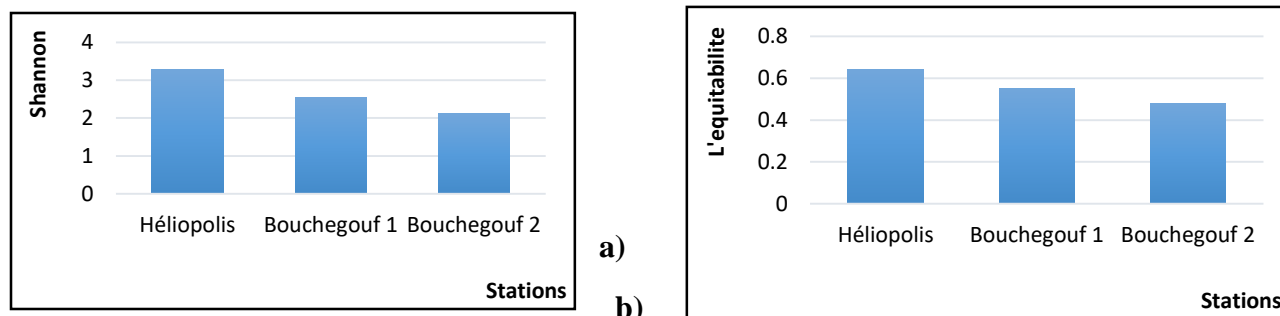 Shannon
4
3
2
1
0
Héliopolis Bouchegouf 1 Bouchegouf 2
Stations
a)
b)
L'equitabilite
0.8
0.6
0.4
0.2
0
Héliopolis Bouchegouf 1 Bouchegouf 2
Stations